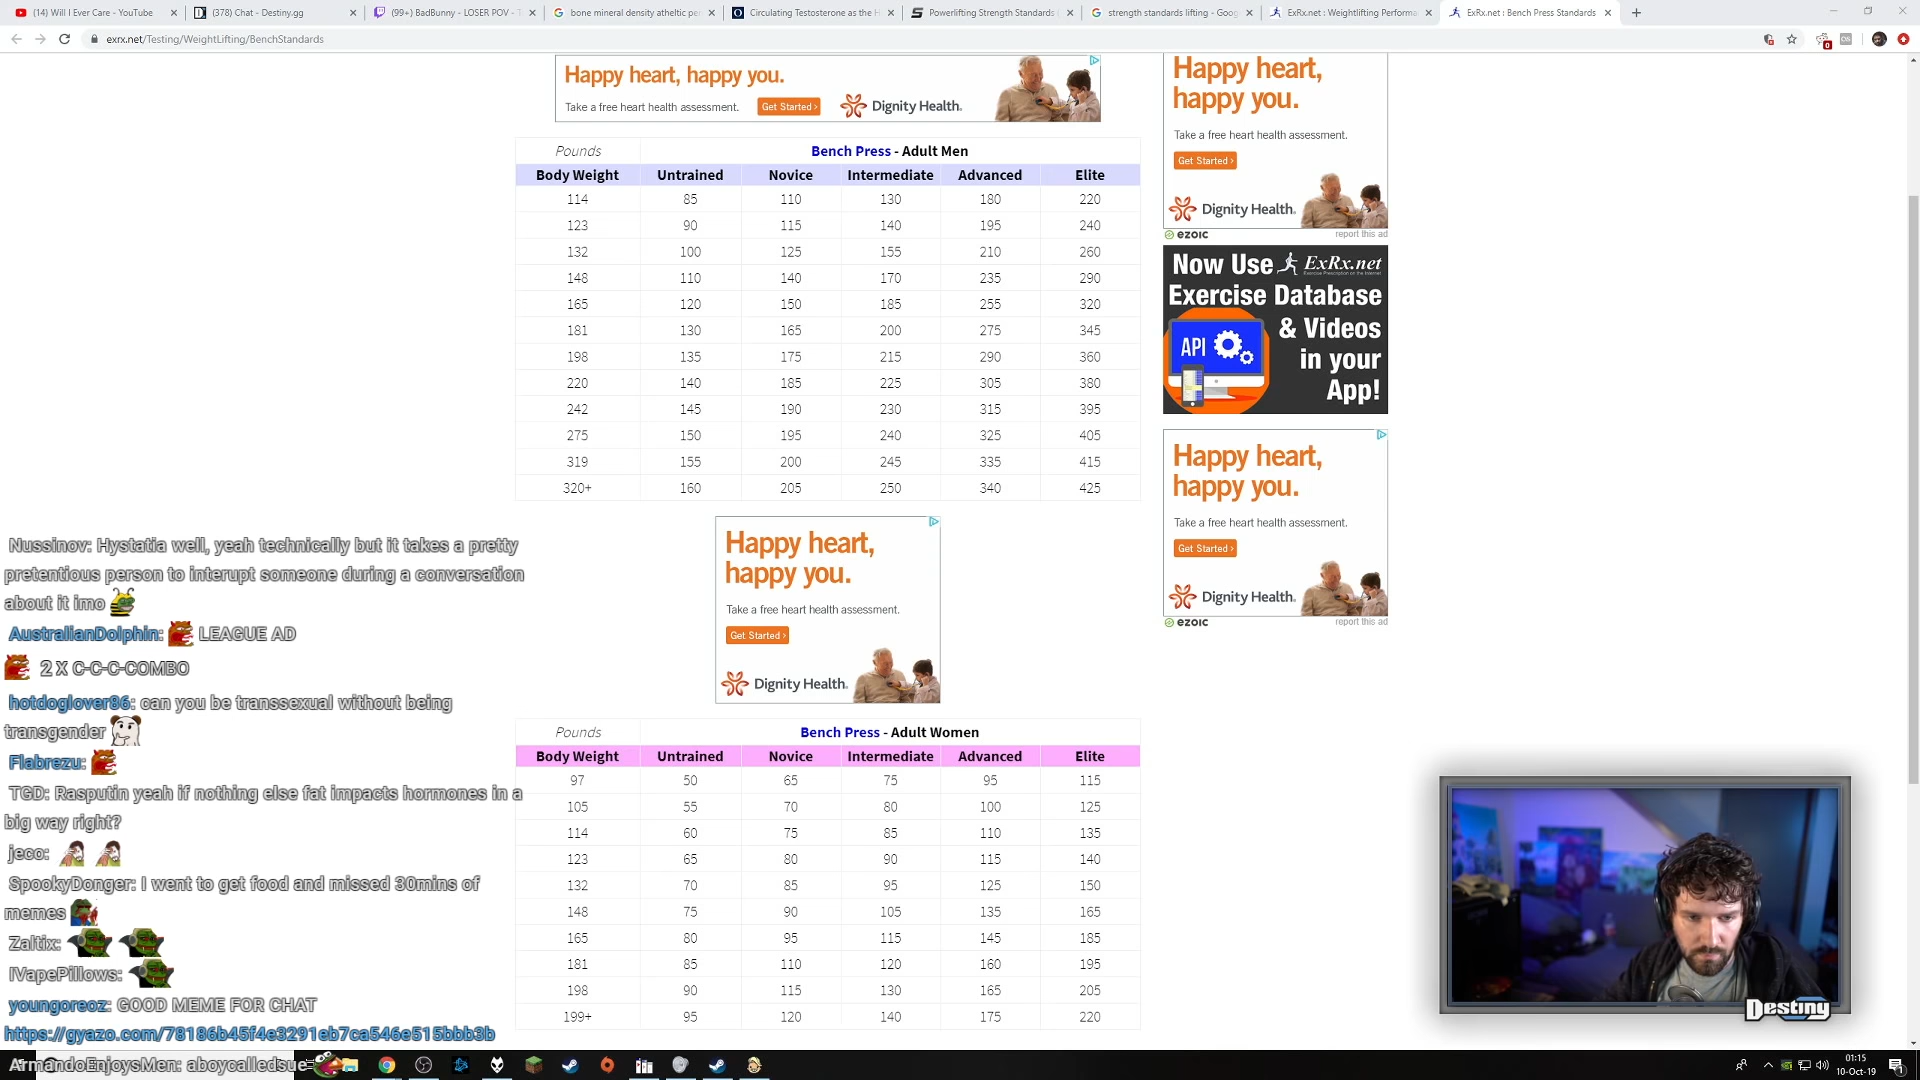 (14) Will I Ever Care - YouTube
(378) Chat - Destiny.gg
(99+) BadBunny - LOSER POV - T
bone mineral density atheltic pe
Circulating Testosterone as the H
Powerlifting Strength Standards
strength standards lifting - Goog
ExRx.net : Weightlifting Performa
ExRx.net : Bench Press Standards
exrx.net/Testing/WeightLifting/BenchStandards
0
Happy heart, happy you.
Take a free heart health assessment.
Get Started ›
Dignity Health.
Pounds Bench Press - Adult Men
Body Weight Untrained Novice Intermediate Advanced Elite
114 85 110 130 180 220
123 90 115 140 195 240
132 100 125 155 210 260
148 110 140 170 235 290
165 120 150 185 255 320
181 130 165 200 275 345
198 135 175 215 290 360
220 140 185 225 305 380
242 145 190 230 315 395
275 150 195 240 325 405
319 155 200 245 335 415
320+ 160 205 250 340 425
Happy heart,
happy you.
Take a free heart health assessment.
Get Started ›
Dignity Health.
ezoic
report this ad
Now Use ExRx.net
Exercise Prescription on the Internet
Exercise Database
& Videos
API
in your
App!
Happy heart,
happy you.
Take a free heart health assessment.
Get Started ›
Dignity Health.
ezoic
report this ad
Happy heart,
happy you.
Take a free heart health assessment.
Get Started ›
Dignity Health.
Pounds Bench Press - Adult Women
Body Weight Untrained Novice Intermediate Advanced Elite
97 50 65 75 95 115
105 55 70 80 100 125
114 60 75 85 110 135
123 65 80 90 115 140
132 70 85 95 125 150
148 75 90 105 135 165
165 80 95 115 145 185
181 85 110 120 160 195
198 90 115 130 165 205
199+ 95 120 140 175 220
Nussinov: Hystatia well, yeah technically but it takes a pretty
pretentious person to interupt someone during a conversation
about it imo
AustralianDolphin: LEAGUE AD
2 X C-C-C-COMBO
hotdoglover86: can you be transsexual without being
transgender
Flabrezu:
TGD: Rasputin yeah if nothing else fat impacts hormones in a
big way right?
jeco:
SpookyDonger: I went to get food and missed 30mins of
memes
Zaltix:
IVapePillows:
youngoreoz: GOOD MEME FOR CHAT
https://gyazo.com/78186b45f4e3291eb7ca546e515bbb3b
ArmandoEnjoysMen: aboycalledsue
Destiny
01:15
10-Oct-19